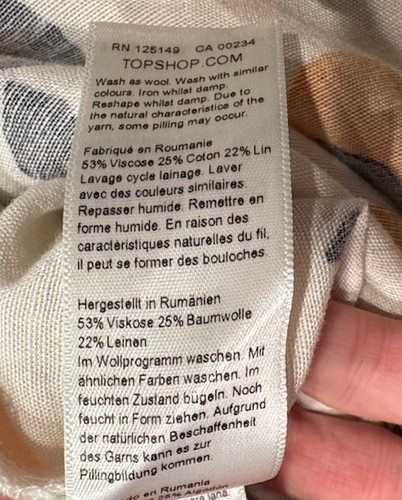 RN 125149 CA 00234
TOPSHOP.COM
Wash as wool. Wash with similar
colours. Iron whilst damp.
Reshape whilst damp. Due to
the natural characteristics of the
yarn, some pilling may occur.
Fabriqué en Roumanie
53% Viscose 25% Coton 22% Lin
Lavage cycle lainage. Laver
avec des couleurs similaires.
Repasser humide. Remettre en
forme humide. En raison des
caractéristiques naturelles du fil,
il peut se former des bouloches.
Hergestellt in Rumänien
53% Viskose 25% Baumwolle
22% Leinen
Im Wollprogramm waschen. Mit
ähnlichen Farben waschen. Im
feuchten Zustand bügeln. Noch
feucht in Form ziehen. Aufgrund
der natürlichen Beschaffenheit
des Garns kann es zur
Pillingbildung kommen.
en Rumania
25% Algodón
lana.